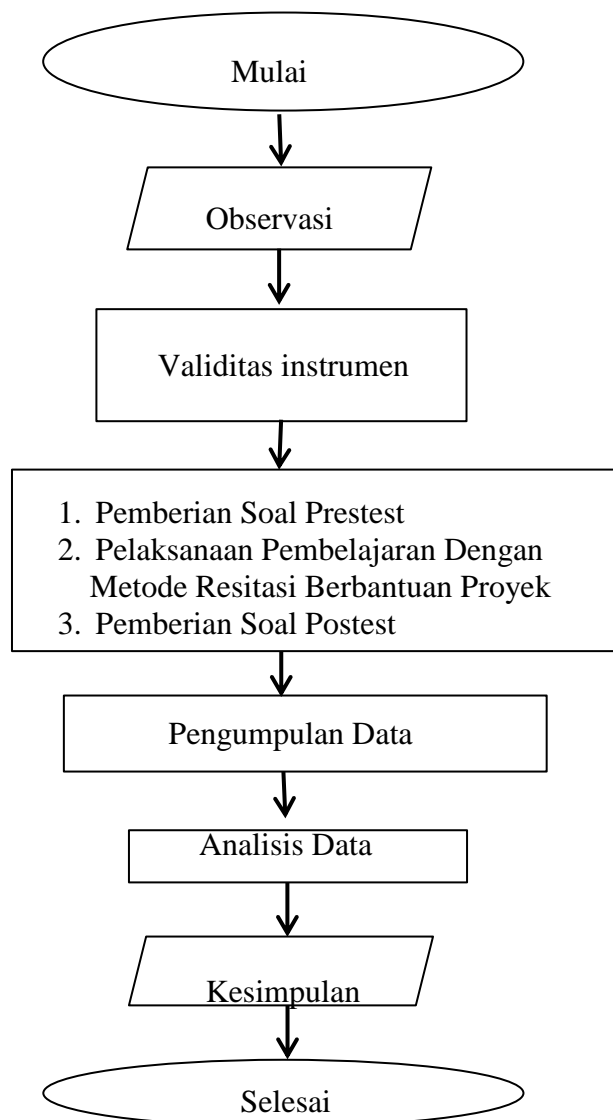 Mulai
Observasi
Validitas instrumen
1. Pemberian Soal Prestest
2. Pelaksanaan Pembelajaran Dengan
Metode Resitasi Berbantuan Proyek
3. Pemberian Soal Postest
Pengumpulan Data
Analisis Data
Kesimpulan
Selesai